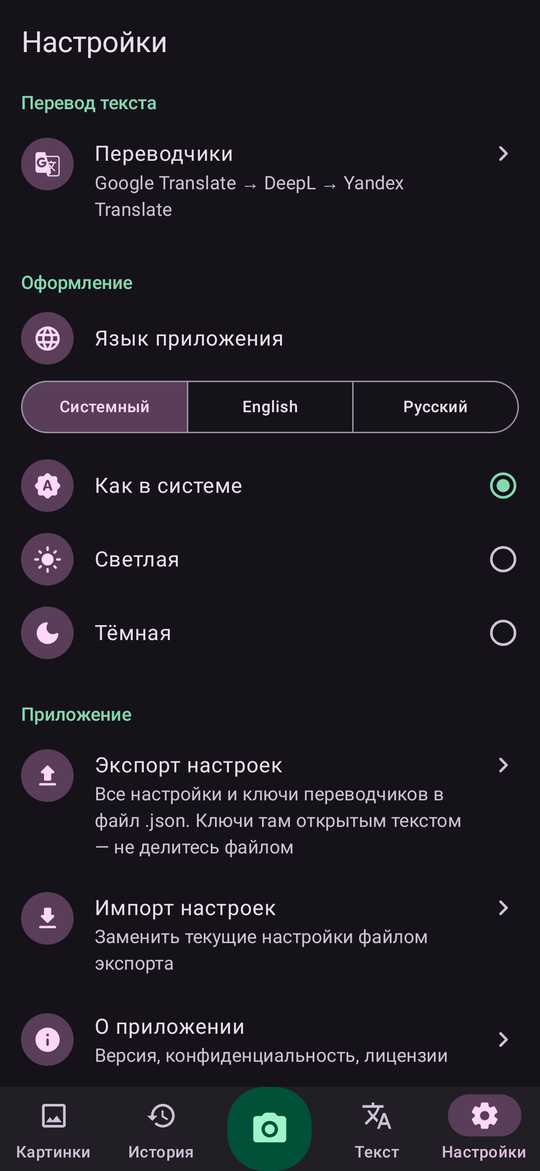 Настройки
Перевод текста
Переводчики
Google Translate → DeepL → Yandex
Translate
Оформление
Язык приложения
Системный
English
Русский
Как в системе
Светлая
Тёмная
Приложение
Экспорт настроек
Все настройки и ключи переводчиков в
файл .json. Ключи там открытым текстом
— не делитесь файлом
Импорт настроек
Заменить текущие настройки файлом
экспорта
О приложении
Версия, конфиденциальность, лицензии
Картинки
История
Текст
Настройки